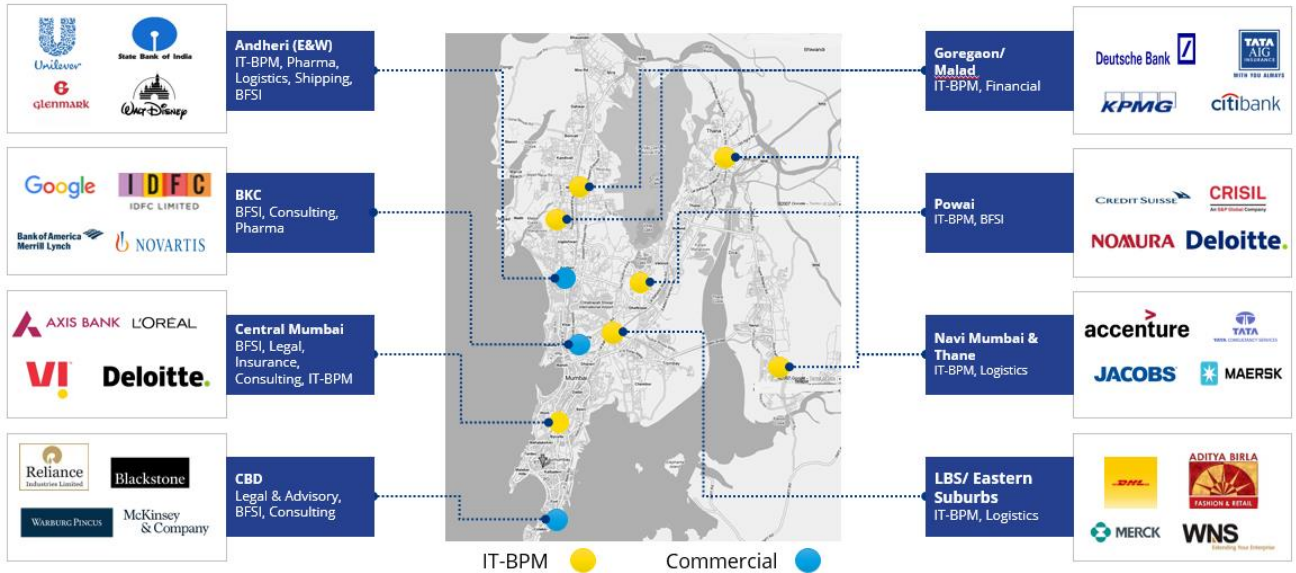 Unilever
State Bank of India
glenmark
WALT DISNEY
Andheri (E&W)
IT-BPM, Pharma,
Logistics, Shipping,
BFSI
Google
IDFC
IDFC LIMITED
Bank of America
Merrill Lynch
NOVARTIS
BKC
BFSI, Consulting,
Pharma
AXIS BANK
L'ORÉAL
VI
Deloitte.
Central Mumbai
BFSI, Legal,
Insurance,
Consulting, IT-BPM
Reliance
Industries Limited
Blackstone
WARBURG PINCUS
McKinsey
& Company
CBD
Legal & Advisory,
BFSI, Consulting
Thana
Mumbai
IT-BPM
Commercial
Goregaon/
Malad
IT-BPM, Financial
Deutsche Bank
TATA
AIG
INSURANCE
WITH YOU ALWAYS
KPMG
citibank
Powai
IT-BPM, BFSI
CREDIT SUISSE
CRISIL
An S&P Global Company
NOMURA
Deloitte.
Navi Mumbai &
Thane
IT-BPM, Logistics
accenture
TATA
TATA CONSULTANCY SERVICES
JACOBS
MAERSK
LBS/ Eastern
Suburbs
IT-BPM, Logistics
DHL
ADITYA BIRLA
FASHION & RETAIL
MERCK
WNS
Extending Your Enterprise